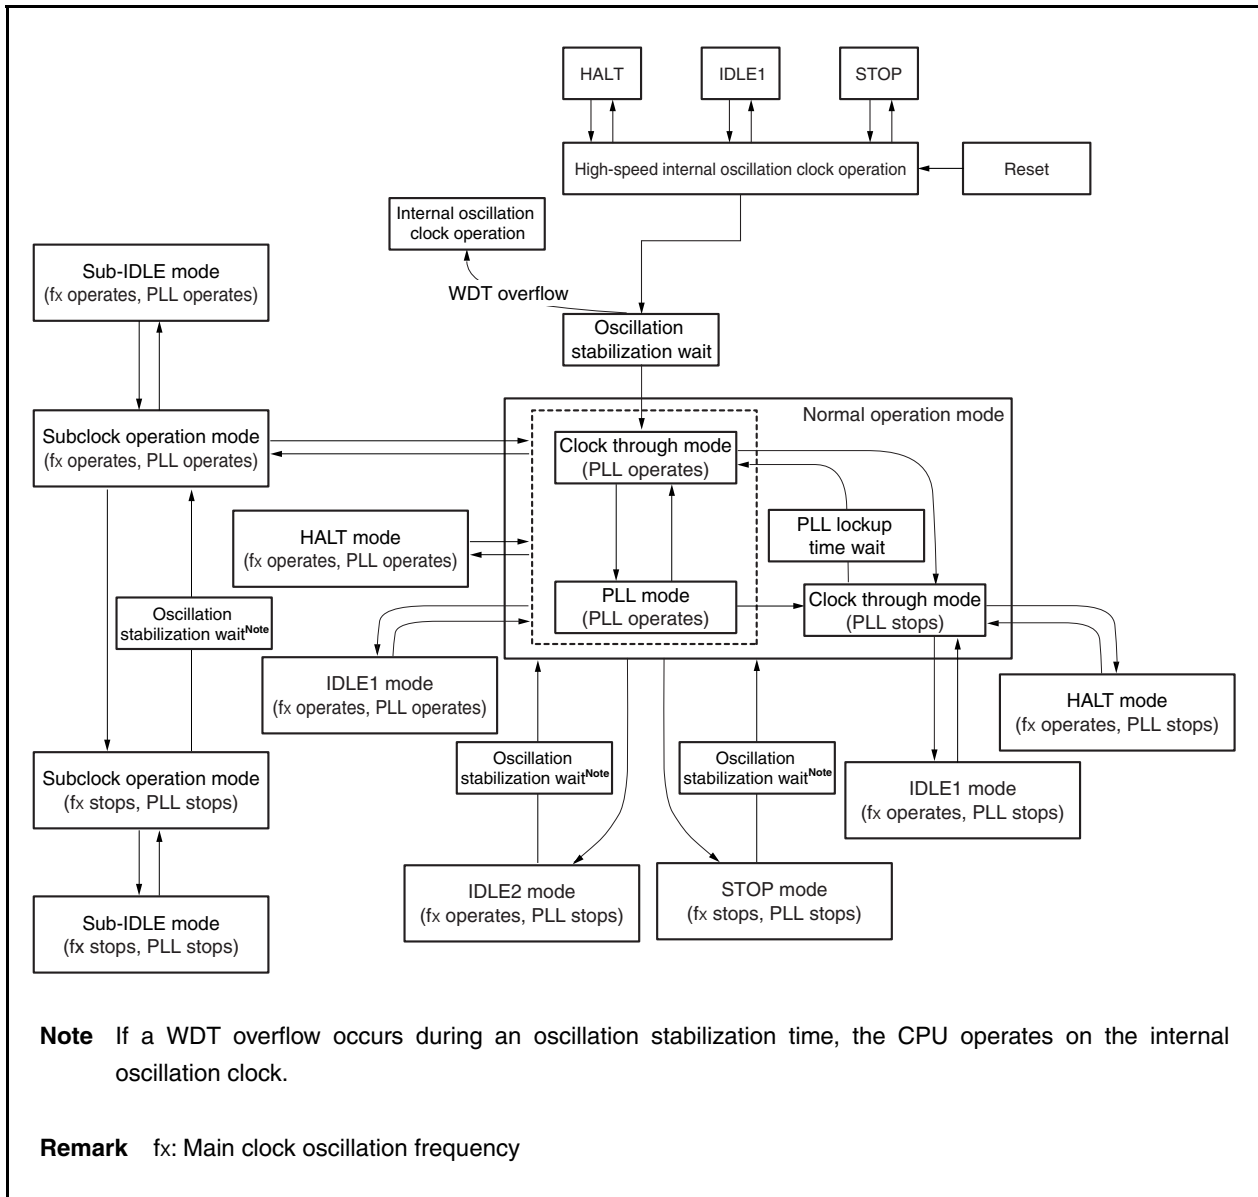 HALT
IDLE1
STOP
High-speed internal oscillation clock operation
Reset
Internal oscillation
clock operation
WDT overflow
Oscillation
stabilization wait
Sub-IDLE mode
(fx operates, PLL operates)
Subclock operation mode
(fx operates, PLL operates)
Normal operation mode
Clock through mode
(PLL operates)
PLL lockup
time wait
HALT mode
(fx operates, PLL operates)
PLL mode
(PLL operates)
Clock through mode
(PLL stops)
Oscillation
stabilization waitNote
IDLE1 mode
(fx operates, PLL operates)
HALT mode
(fx operates, PLL stops)
Oscillation
stabilization waitNote
Oscillation
stabilization waitNote
Subclock operation mode
(fx stops, PLL stops)
IDLE1 mode
(fx operates, PLL stops)
IDLE2 mode
(fx operates, PLL stops)
STOP mode
(fx stops, PLL stops)
Sub-IDLE mode
(fx stops, PLL stops)
Note If a WDT overflow occurs during an oscillation stabilization time, the CPU operates on the internal
oscillation clock.
Remark fx: Main clock oscillation frequency